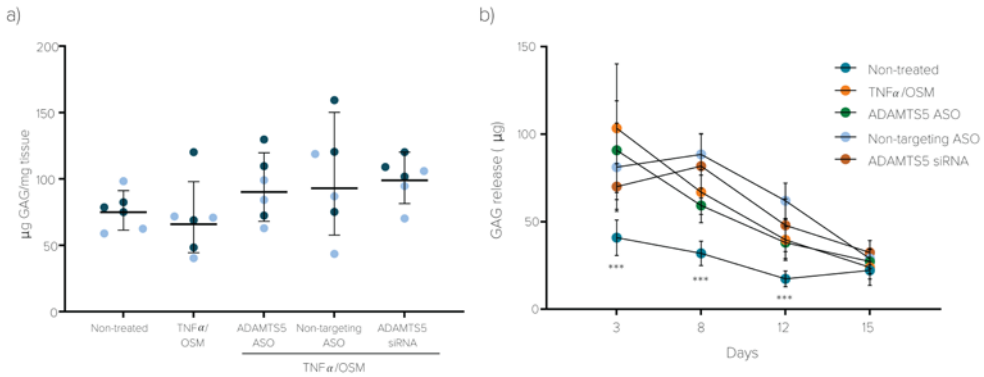 a)
200
150
100
50
0
µg GAG/mg tissue
Non-treated
TNFα/
OSM
ADAMTS5
ASO
Non-targeting
ASO
ADAMTS5
siRNA
TNFα/OSM
b)
150
100
50
0
GAG release ( µg)
Non-treated
TNFα/OSM
ADAMTS5 ASO
Non-targeting ASO
ADAMTS5 siRNA
***
***
***
3
8
12
15
Days